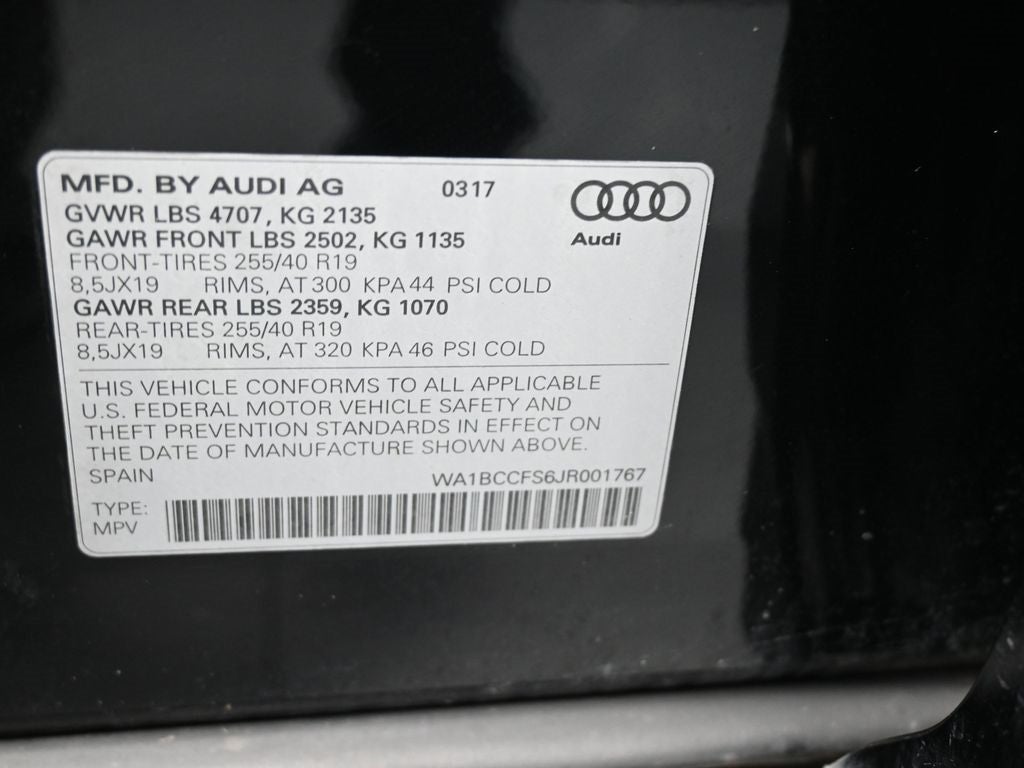 MFD. BY AUDI AG 0317
GVWR LBS 4707, KG 2135
GAWR FRONT LBS 2502, KG 1135
Audi
FRONT-TIRES 255/40 R19
8,5JX19 RIMS, AT 300 KPA 44 PSI COLD
GAWR REAR LBS 2359, KG 1070
REAR-TIRES 255/40 R19
8,5JX19 RIMS, AT 320 KPA 46 PSI COLD
THIS VEHICLE CONFORMS TO ALL APPLICABLE
U.S. FEDERAL MOTOR VEHICLE SAFETY AND
THEFT PREVENTION STANDARDS IN EFFECT ON
THE DATE OF MANUFACTURE SHOWN ABOVE.
SPAIN WA1BCCFS6JR001767
TYPE:
MPV